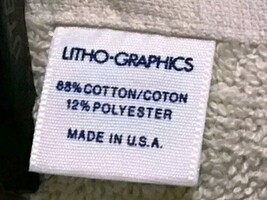 LITHO-GRAPHICS
88% COTTON/COTON
12% POLYESTER
MADE IN U.S.A.